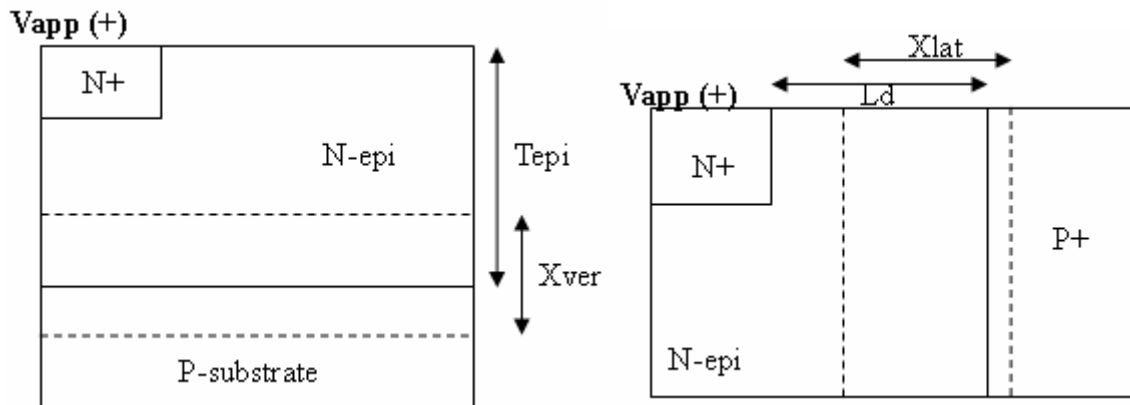 Vapp (+)
N+
N-epi
Tepi
Xver
P-substrate
Xlat
Ld
Vapp (+)
N+
P+
N-epi